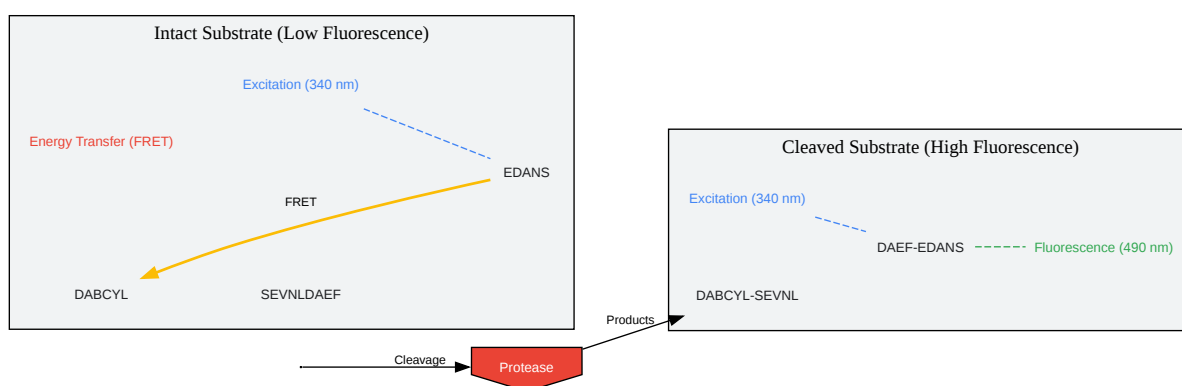 Intact Substrate (Low Fluorescence)
Excitation (340 nm)
Energy Transfer (FRET)
EDANS
FRET
DABCYL
SEVNLDAEF
Cleaved Substrate (High Fluorescence)
Excitation (340 nm)
DAEF-EDANS
Fluorescence (490 nm)
DABCYL-SEVNL
Products
Cleavage
Protease